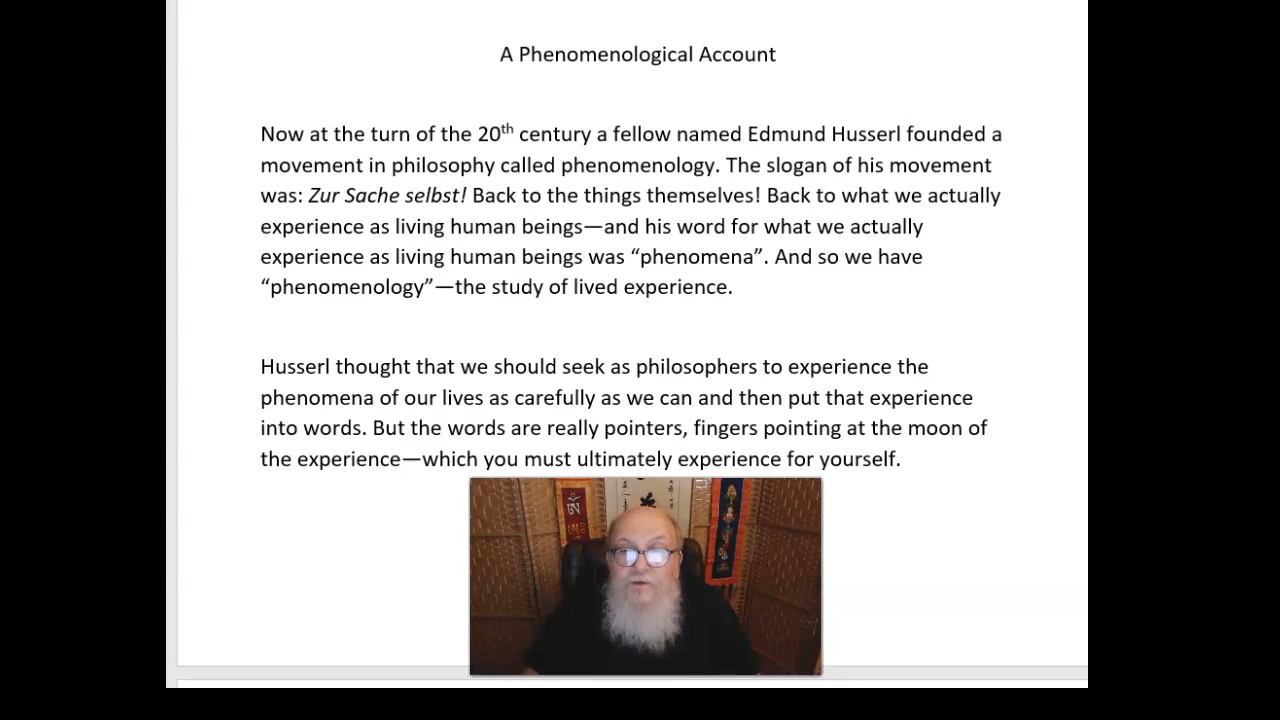 A Phenomenological Account
Now at the turn of the 20th century a fellow named Edmund Husserl founded a
movement in philosophy called phenomenology. The slogan of his movement
was: Zur Sache selbst! Back to the things themselves! Back to what we actually
experience as living human beings—and his word for what we actually
experience as living human beings was “phenomena”. And so we have
“phenomenology”—the study of lived experience.
Husserl thought that we should seek as philosophers to experience the
phenomena of our lives as carefully as we can and then put that experience
into words. But the words are really pointers, fingers pointing at the moon of
the experience—which you must ultimately experience for yourself.